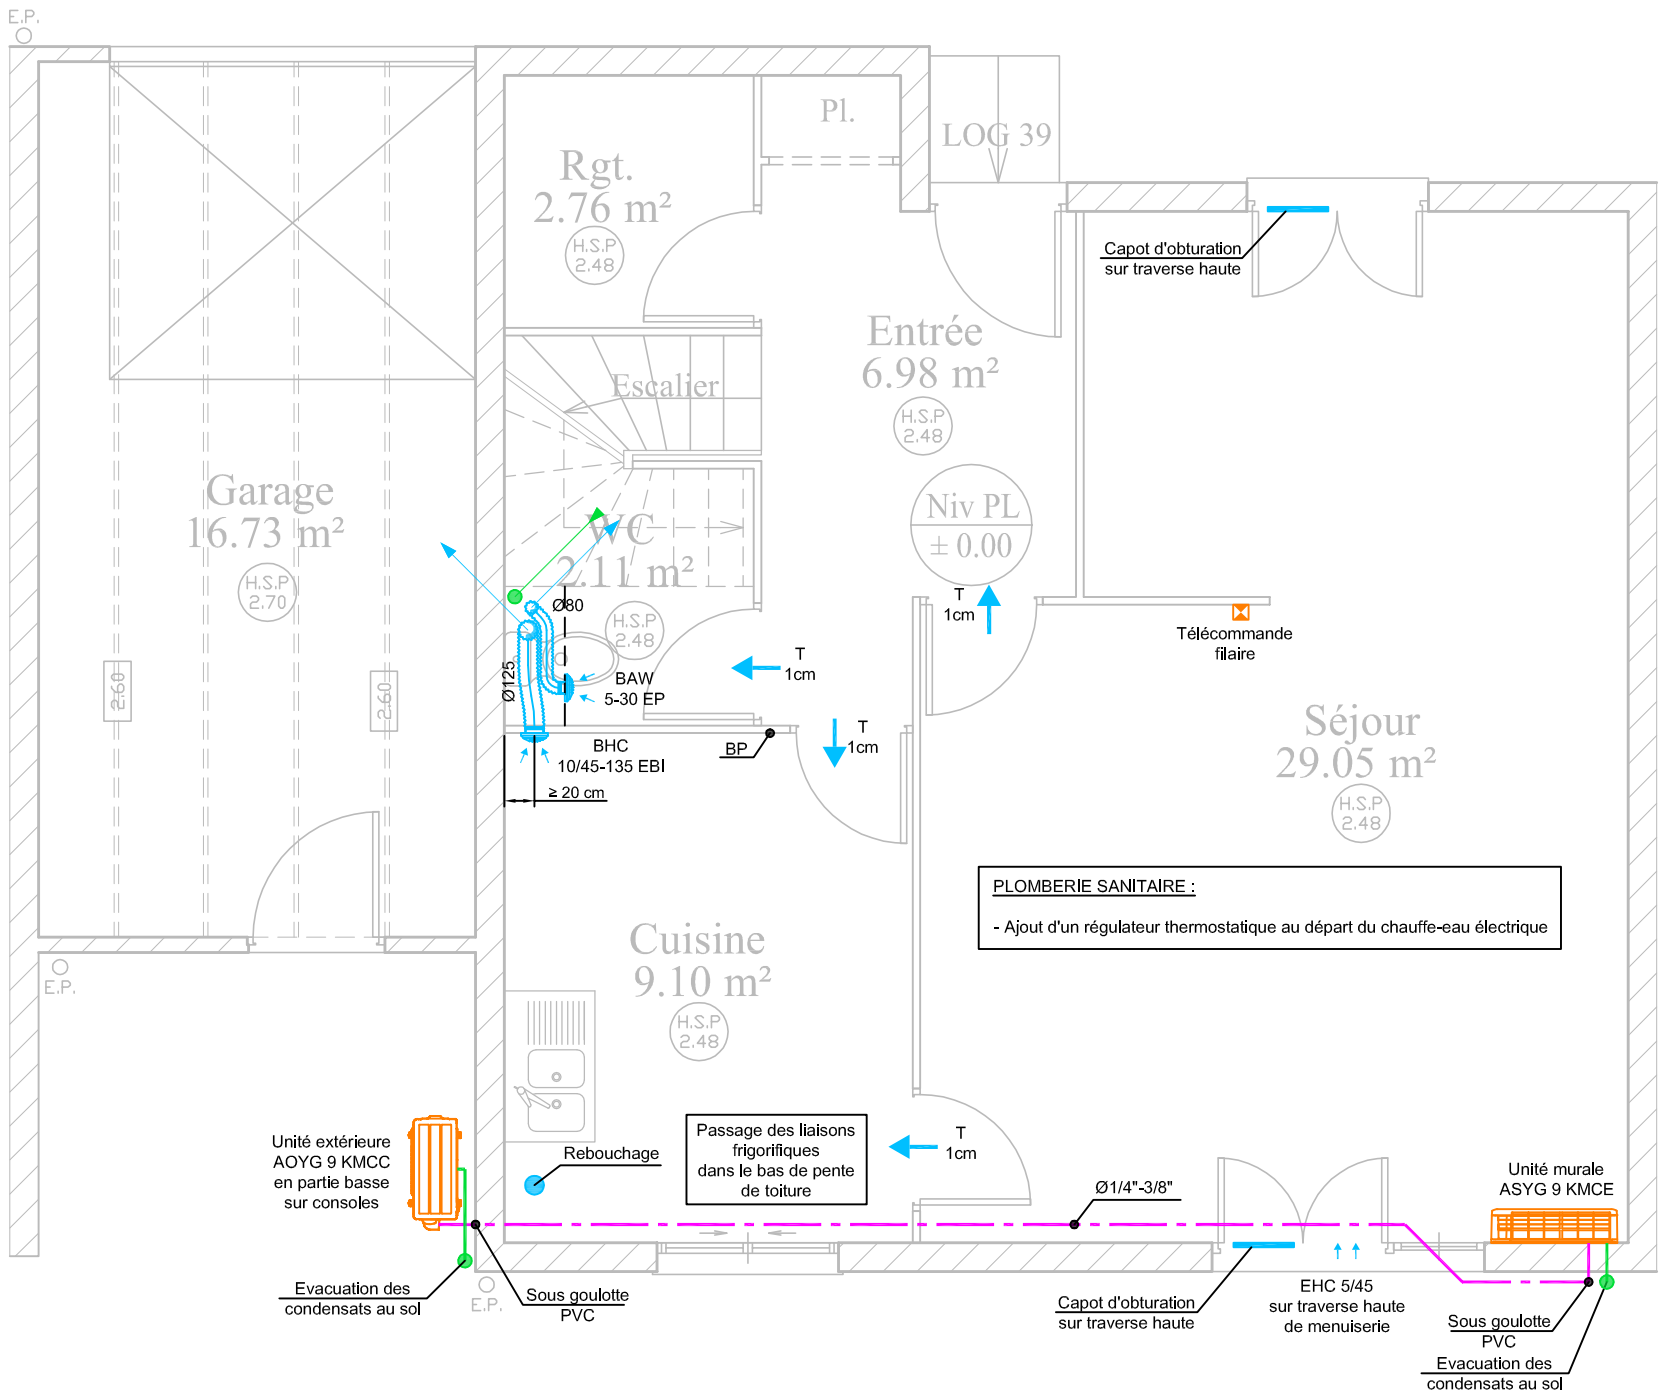 E.P.
Pl.
LOG 39
Rgt.
2.76 m²
H.S.P
2.48
Capot d'obturation
sur traverse haute
Entrée
6.98 m²
H.S.P
2.48
Escalier
Garage
16.73 m²
H.S.P
2.70
Niv PL
± 0.00
WC
2.11 m²
H.S.P
2.48
Ø80
Ø125
T
1cm
Télécommande
filaire
T
1cm
BAW
5-30 EP
2.60
2.60
BHC
10/45-135 EBI
≥ 20 cm
BP
T
1cm
Séjour
29.05 m²
H.S.P
2.48
PLOMBERIE SANITAIRE :
- Ajout d'un régulateur thermostatique au départ du chauffe-eau électrique
Cuisine
9.10 m²
H.S.P
2.48
E.P.
Unité extérieure
AOYG 9 KMCC
en partie basse
sur consoles
Rebouchage
Passage des liaisons
frigorifiques
dans le bas de pente
de toiture
T
1cm
Ø1/4"-3/8"
Unité murale
ASYG 9 KMCE
Evacuation des
condensats au sol
E.P.
Sous goulotte
PVC
Capot d'obturation
sur traverse haute
EHC 5/45
sur traverse haute
de menuiserie
Sous goulotte
PVC
Evacuation des
condensats au sol